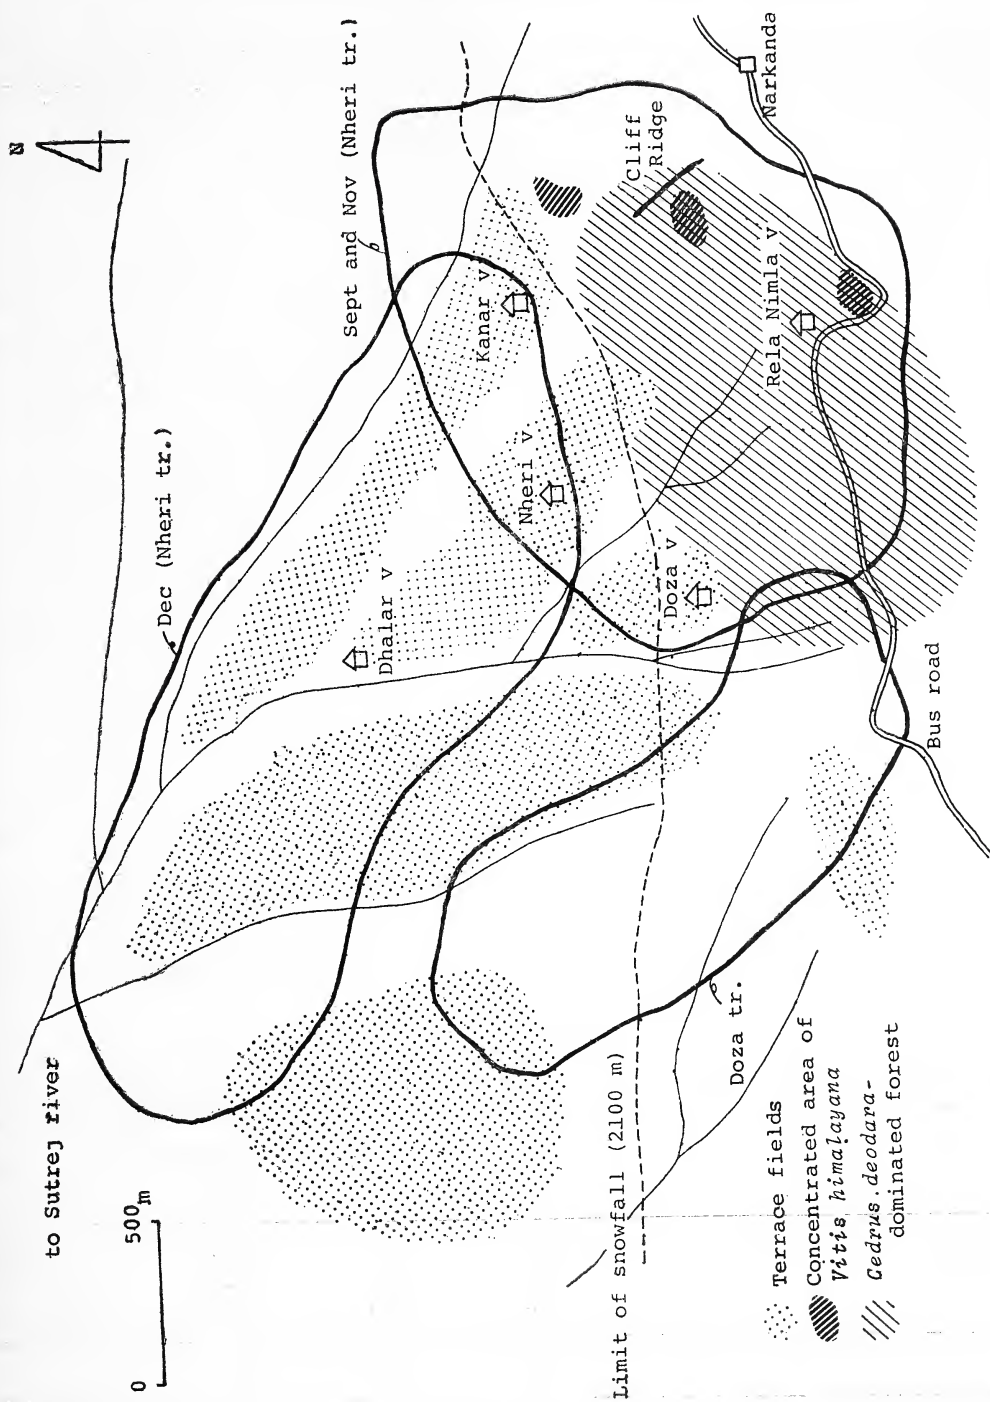 N
to Sutrej river
0 500m
Dec (Nheri tr.)
Sept and Nov (Nheri tr.)
Dhalar v
Kanar v
Nheri v
Doza v
Cliff
Ridge
Narkanda
Rela Nimla v
Limit of snowfall (2100 m)
Doza tr.
Bus road
Terrace fields
Concentrated area of
Vitis himalayana
Cedrus deodara-
dominated forest